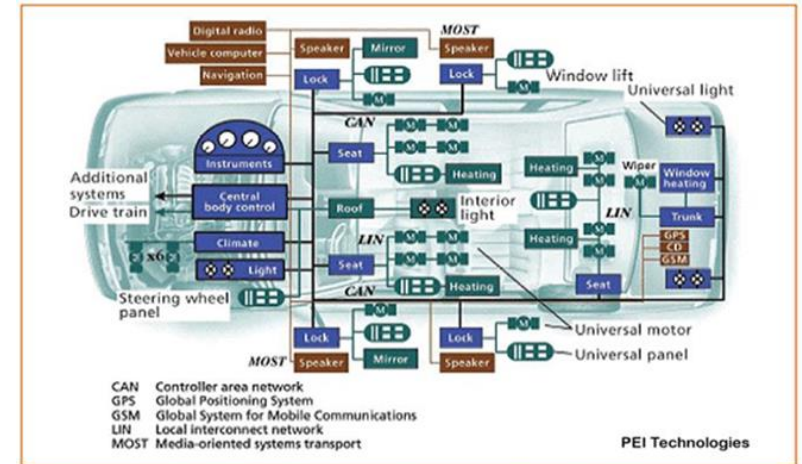 Digital radio
MOST
Vehicle computer
Speaker
Mirror
Speaker
Navigation
Lock
Lock
Window lift
M
M
Universal light
CAN
M
M
Instruments
Seat
M
M
M
Heating
Heating
M
Wiper
M
Window
heating
Additional
systems
Drive train
Central
body control
Roof
Interior
light
LIN
Trunk
Climate
LIN
M
M
Heating
M
GPS
CD
GSM
x6
Light
Seat
M
M
M
CAN
Heating
Seat
Steering wheel
panel
M
M
Universal motor
Lock
Lock
Universal panel
MOST
Speaker
Mirror
Speaker
CAN Controller area network
GPS Global Positioning System
GSM Global System for Mobile Communications
LIN Local interconnect network
MOST Media-oriented systems transport
PEI Technologies